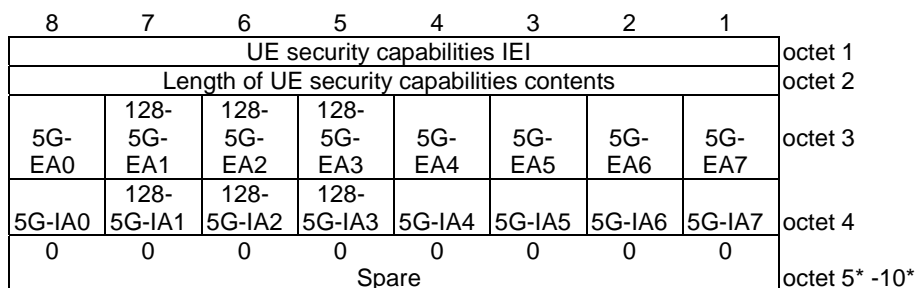 8 7 6 5 4 3 2 1
UE security capabilities IEI octet 1
Length of UE security capabilities contents octet 2
128- 128- 128-
5G- 5G- 5G- 5G- 5G- 5G- 5G- 5G- octet 3
EA0 EA1 EA2 EA3 EA4 EA5 EA6 EA7
128- 128- 128-
5G-IA0 5G-IA1 5G-IA2 5G-IA3 5G-IA4 5G-IA5 5G-IA6 5G-IA7 octet 4
0 0 0 0 0 0 0 0
Spare octet 5* -10*